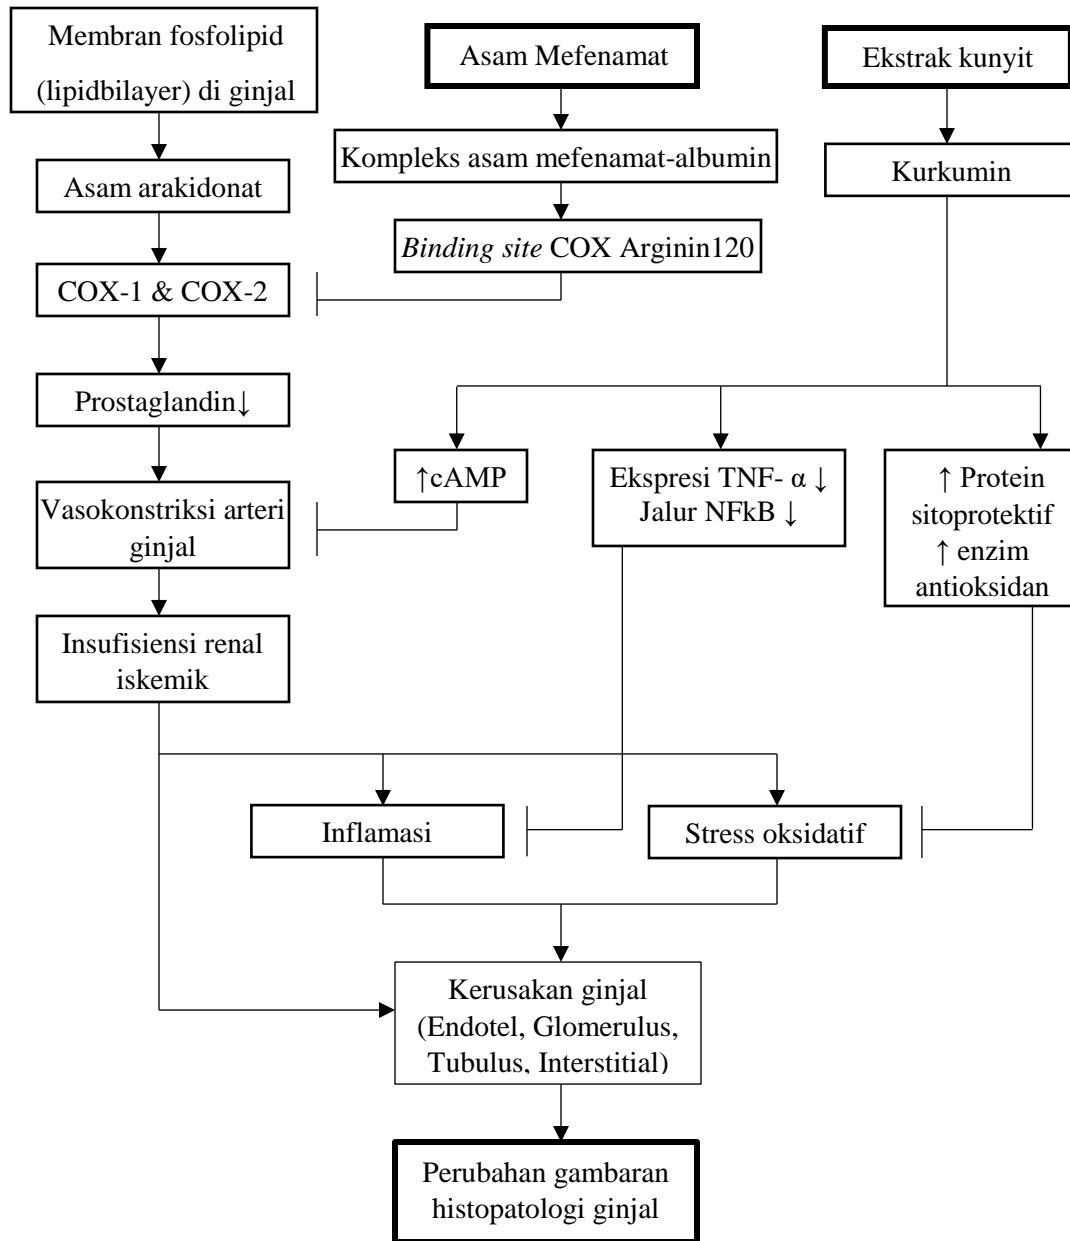 Membran fosfolipid
(lipidbilayer) di ginjal
Asam Mefenamat
Ekstrak kunyit
Kompleks asam mefenamat-albumin
Kurkumin
Asam arakidonat
Binding site COX Arginin120
COX-1 & COX-2
Prostaglandin↓
↑cAMP
Ekspresi TNF- α ↓
Jalur NFkB ↓
↑ Protein
sitoprotektif
↑ enzim
antioksidan
Vasokonstriksi arteri
ginjal
Insufisiensi renal
iskemik
Inflamasi
Stress oksidatif
Kerusakan ginjal
(Endotel, Glomerulus,
Tubulus, Interstitial)
Perubahan gambaran
histopatologi ginjal